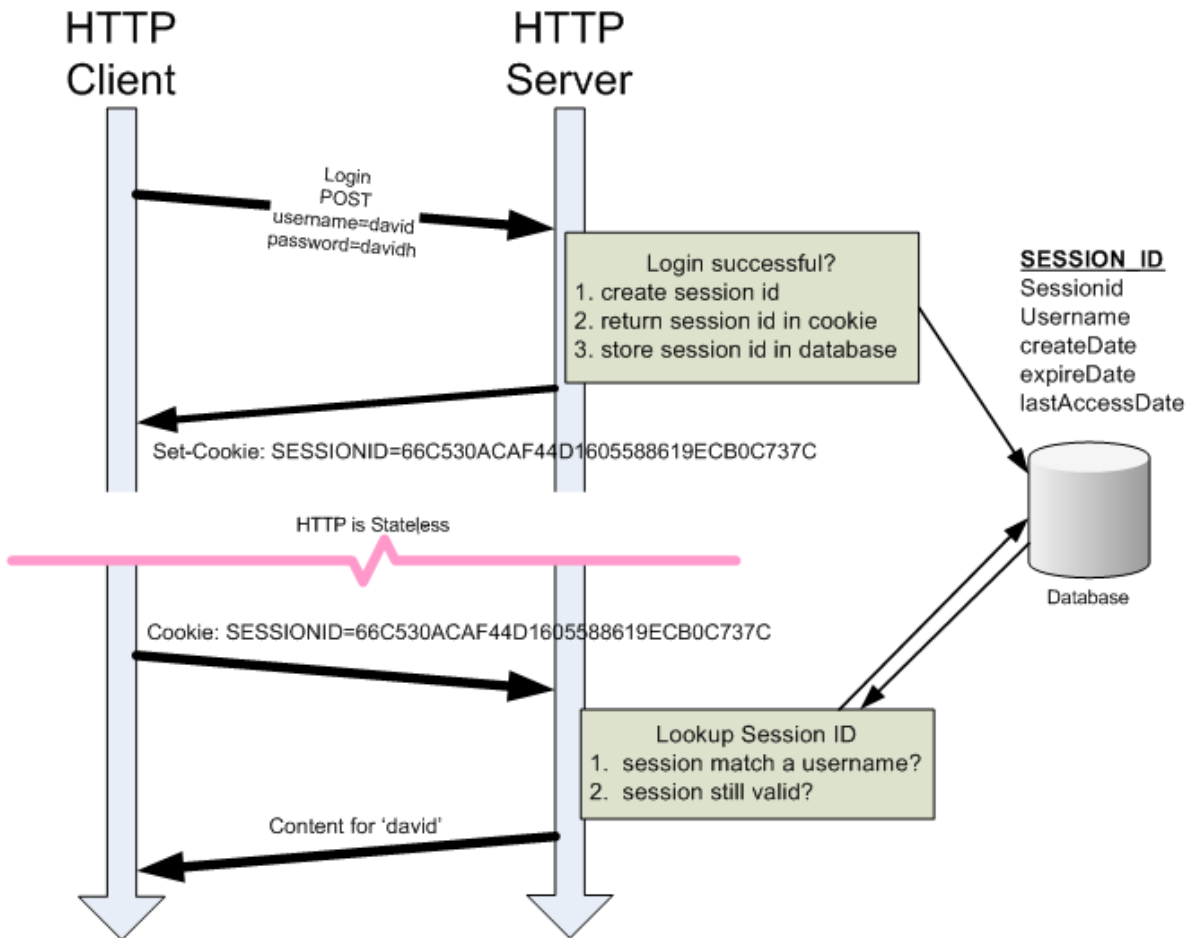 HTTP
Client
HTTP
Server
Login
POST
username=david
password=davidh
Login successful?
1. create session id
2. return session id in cookie
3. store session id in database
SESSION_ID
Sessionid
Username
createDate
expireDate
lastAccessDate
Set-Cookie: SESSIONID=66C530ACAF44D1605588619ECB0C737C
HTTP is Stateless
Database
Cookie: SESSIONID=66C530ACAF44D1605588619ECB0C737C
Lookup Session ID
1. session match a username?
2. session still valid?
Content for ‘david’